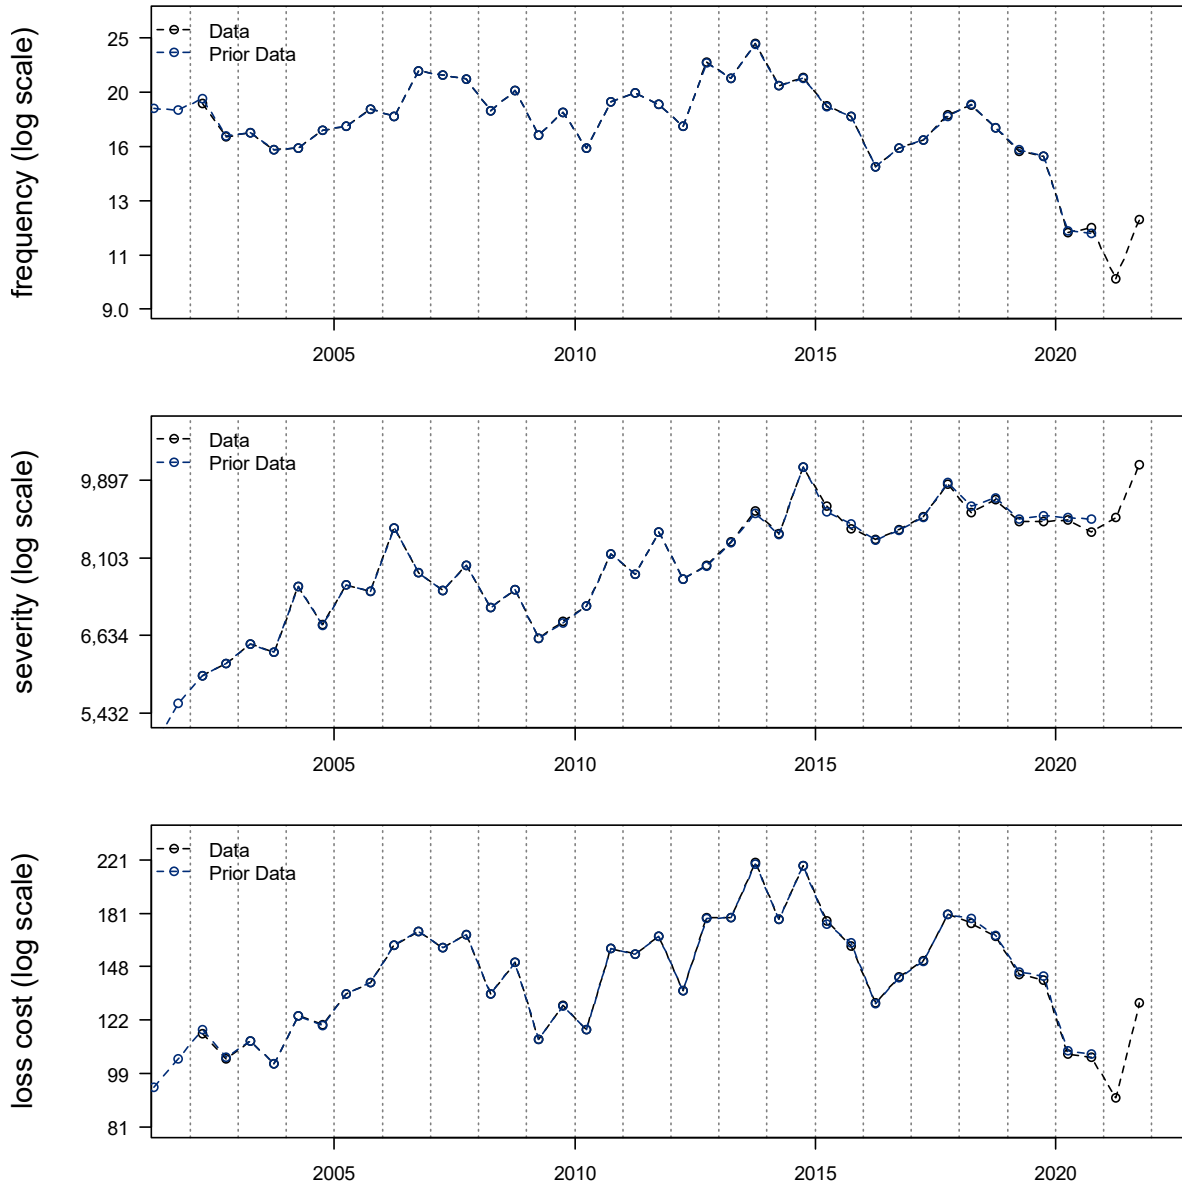 frequency (log scale)
Data
Prior Data
25
20
16
13
11
9.0
2005 2010 2015 2020
severity (log scale)
Data
Prior Data
9,897
8,103
6,634
5,432
2005 2010 2015 2020
loss cost (log scale)
Data
Prior Data
221
181
148
122
99
81
2005 2010 2015 2020